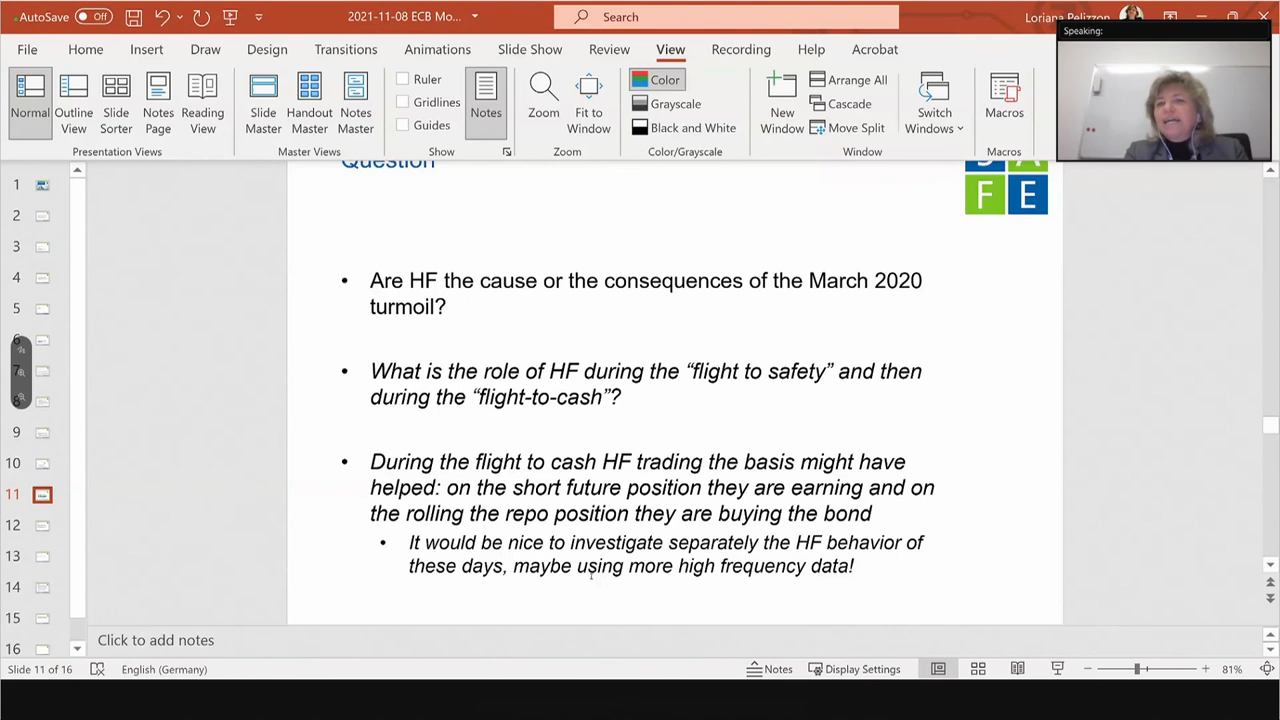 AutoSave Off 2021-11-08 ECB Mo... Search Loriana Pelizzon
Speaking:
File Home Insert Draw Design Transitions Animations Slide Show Review View Recording Help Acrobat
Normal Outline View Slide Sorter Notes Page Reading View
Presentation Views
Slide Master Handout Master Notes Master
Master Views
Ruler
Gridlines
Guides
Notes
Show
Zoom Fit to Window
Zoom
Color
Grayscale
Black and White
Color/Grayscale
New Window
Arrange All
Cascade
Move Split
Switch Windows
Window
Macros
Macros
1
2
3
4
5
6
7
8
9
10
11
12
13
14
15
16
Question
S A
F E
• Are HF the cause or the consequences of the March 2020
turmoil?
• What is the role of HF during the “flight to safety” and then
during the “flight-to-cash”?
• During the flight to cash HF trading the basis might have
helped: on the short future position they are earning and on
the rolling the repo position they are buying the bond
• It would be nice to investigate separately the HF behavior of
these days, maybe using more high frequency data!
Click to add notes
Slide 11 of 16 English (Germany) Notes Display Settings 81%